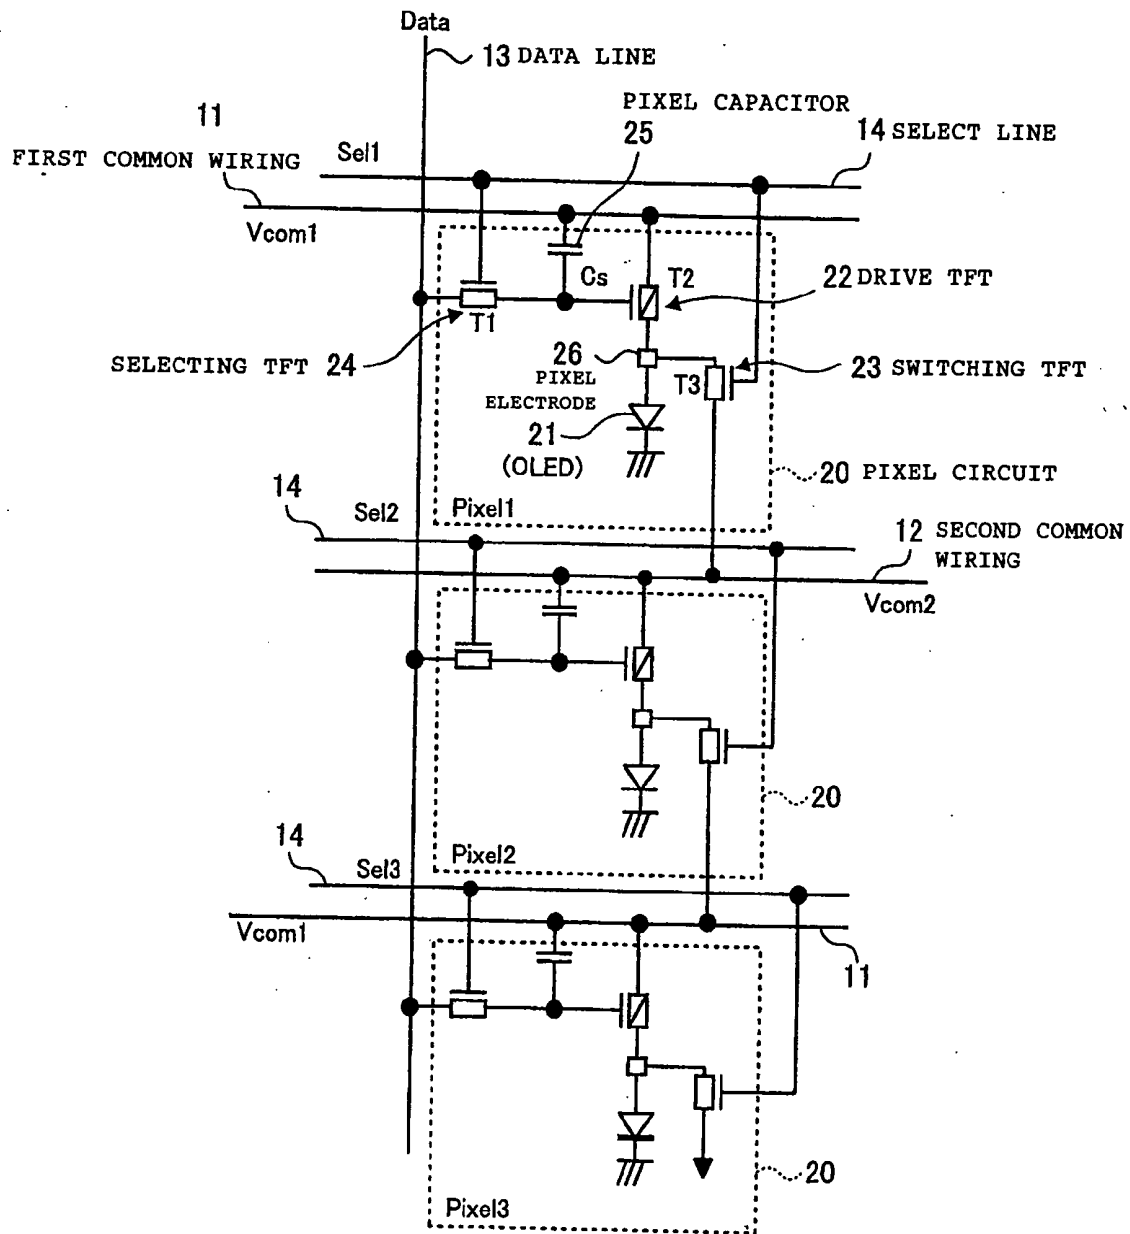 Data
13 DATA LINE
PIXEL CAPACITOR
25
11
FIRST COMMON WIRING
14 SELECT LINE
Sel1
Vcom1
Cs
T2
22 DRIVE TFT
T1
SELECTING TFT 24
26
PIXEL
ELECTRODE
T3
23 SWITCHING TFT
21
(OLED)
20 PIXEL CIRCUIT
Pixel1
14
Sel2
12 SECOND COMMON
WIRING
Vcom2
20
Pixel2
14
Sel3
Vcom1
11
20
Pixel3